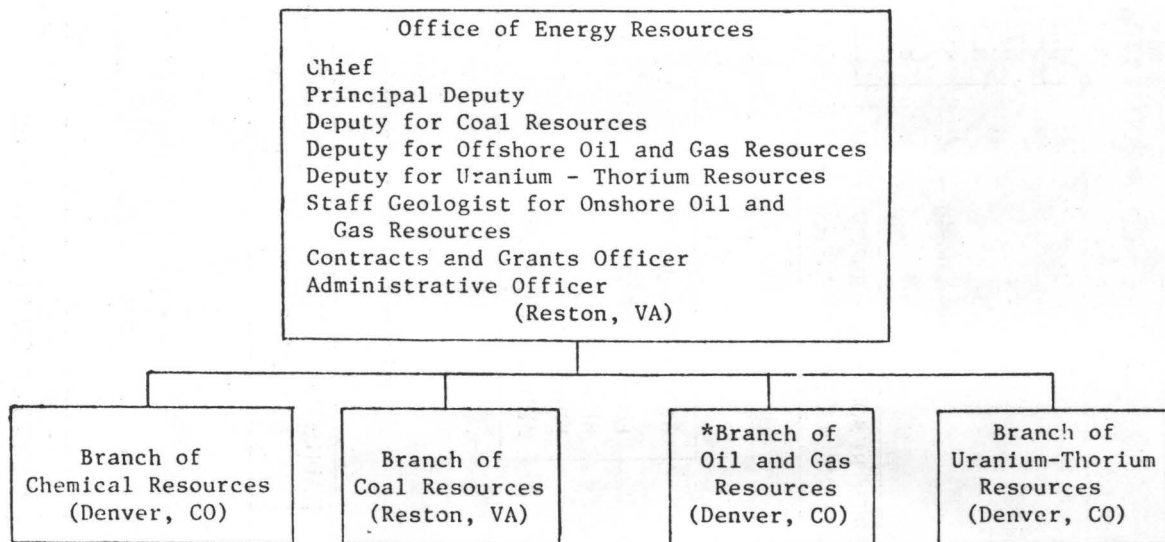 Office of Energy Resources
Chief
Principal Deputy
Deputy for Coal Resources
Deputy for Offshore Oil and Gas Resources
Deputy for Uranium - Thorium Resources
Staff Geologist for Onshore Oil and
Gas Resources
Contracts and Grants Officer
Administrative Officer
(Reston, VA)
Branch of
Chemical Resources
(Denver, CO)
Branch of
Coal Resources
(Reston, VA)
*Branch of
Oil and Gas
Resources
(Denver, CO)
Branch of
Uranium-Thorium
Resources
(Denver, CO)